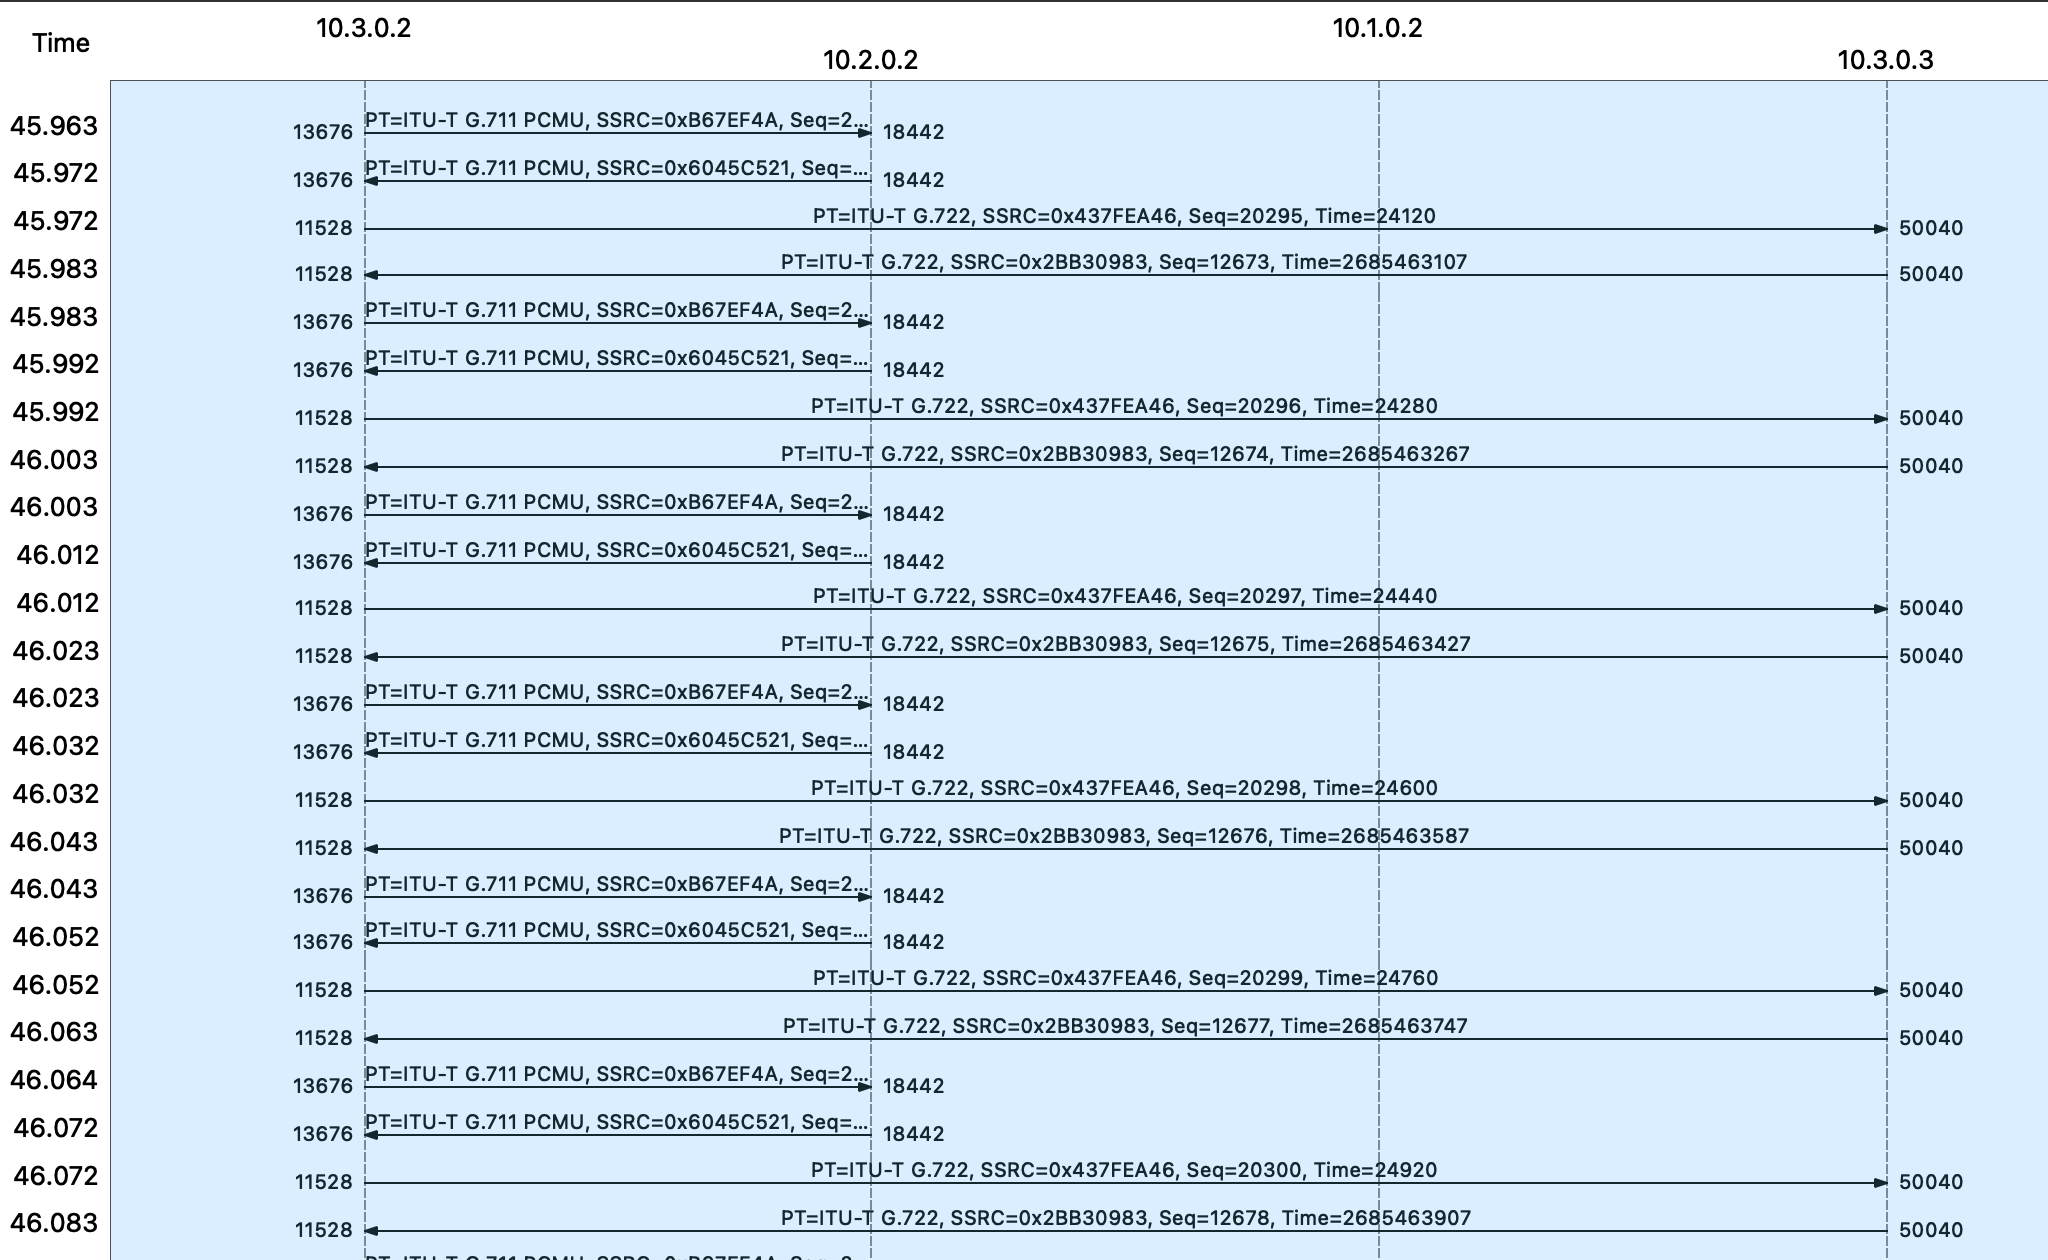 10.3.0.2 10.1.0.2
Time
10.2.0.2 10.3.0.3
45.963 13676 PT=ITU-T G.711 PCMU, SSRC=0xB67EF4A, Seq=2... 18442
45.972 13676 PT=ITU-T G.711 PCMU, SSRC=0x6045C521, Seq=... 18442
45.972 11528 PT=ITU-T G.722, SSRC=0x437FEA46, Seq=20295, Time=24120 50040
45.983 11528 PT=ITU-T G.722, SSRC=0x2BB30983, Seq=12673, Time=2685463107 50040
45.983 13676 PT=ITU-T G.711 PCMU, SSRC=0xB67EF4A, Seq=2... 18442
45.992 13676 PT=ITU-T G.711 PCMU, SSRC=0x6045C521, Seq=... 18442
45.992 11528 PT=ITU-T G.722, SSRC=0x437FEA46, Seq=20296, Time=24280 50040
46.003 11528 PT=ITU-T G.722, SSRC=0x2BB30983, Seq=12674, Time=2685463267 50040
46.003 13676 PT=ITU-T G.711 PCMU, SSRC=0xB67EF4A, Seq=2... 18442
46.012 13676 PT=ITU-T G.711 PCMU, SSRC=0x6045C521, Seq=... 18442
46.012 11528 PT=ITU-T G.722, SSRC=0x437FEA46, Seq=20297, Time=24440 50040
46.023 11528 PT=ITU-T G.722, SSRC=0x2BB30983, Seq=12675, Time=2685463427 50040
46.023 13676 PT=ITU-T G.711 PCMU, SSRC=0xB67EF4A, Seq=2... 18442
46.032 13676 PT=ITU-T G.711 PCMU, SSRC=0x6045C521, Seq=... 18442
46.032 11528 PT=ITU-T G.722, SSRC=0x437FEA46, Seq=20298, Time=24600 50040
46.043 11528 PT=ITU-T G.722, SSRC=0x2BB30983, Seq=12676, Time=2685463587 50040
46.043 13676 PT=ITU-T G.711 PCMU, SSRC=0xB67EF4A, Seq=2... 18442
46.052 13676 PT=ITU-T G.711 PCMU, SSRC=0x6045C521, Seq=... 18442
46.052 11528 PT=ITU-T G.722, SSRC=0x437FEA46, Seq=20299, Time=24760 50040
46.063 11528 PT=ITU-T G.722, SSRC=0x2BB30983, Seq=12677, Time=2685463747 50040
46.064 13676 PT=ITU-T G.711 PCMU, SSRC=0xB67EF4A, Seq=2... 18442
46.072 13676 PT=ITU-T G.711 PCMU, SSRC=0x6045C521, Seq=... 18442
46.072 11528 PT=ITU-T G.722, SSRC=0x437FEA46, Seq=20300, Time=24920 50040
46.083 11528 PT=ITU-T G.722, SSRC=0x2BB30983, Seq=12678, Time=2685463907 50040